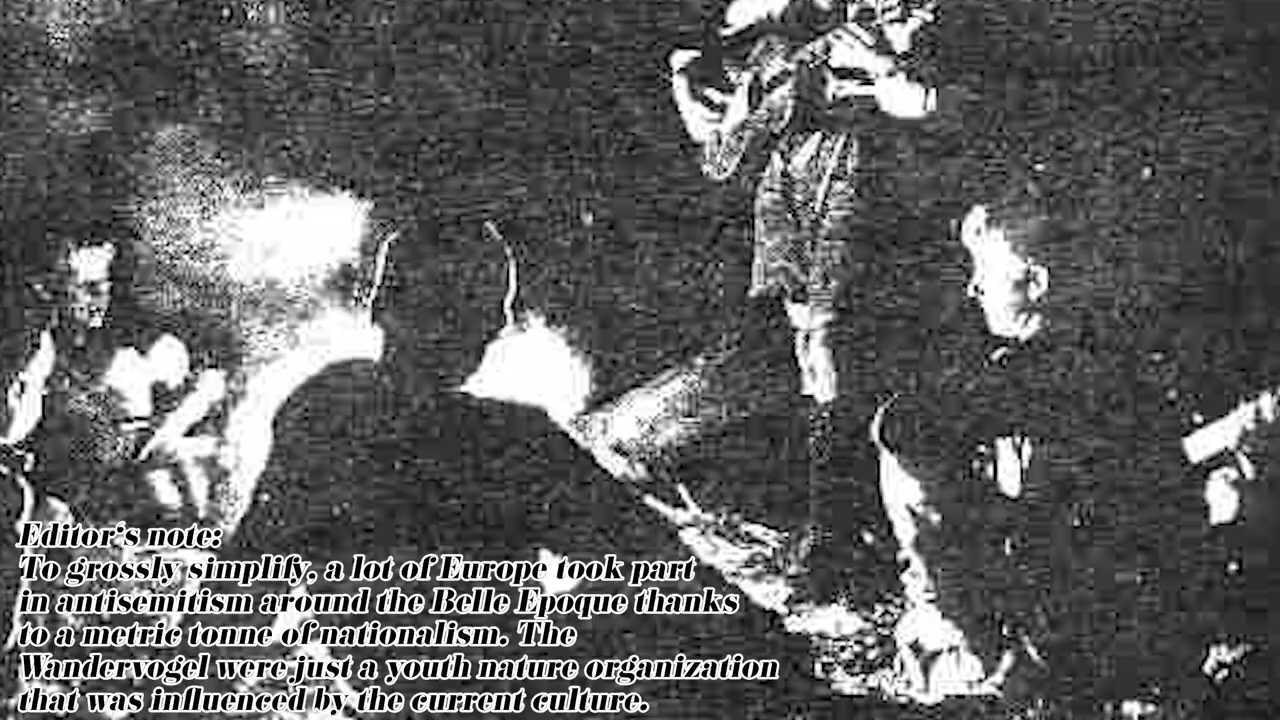 Editor's note:
To grossly simplify, a lot of Europe took part
in antisemitism around the Belle Epoque thanks
to a metric tonne of nationalism. The
Wandervogel were just a youth nature organization
that was influenced by the current culture.